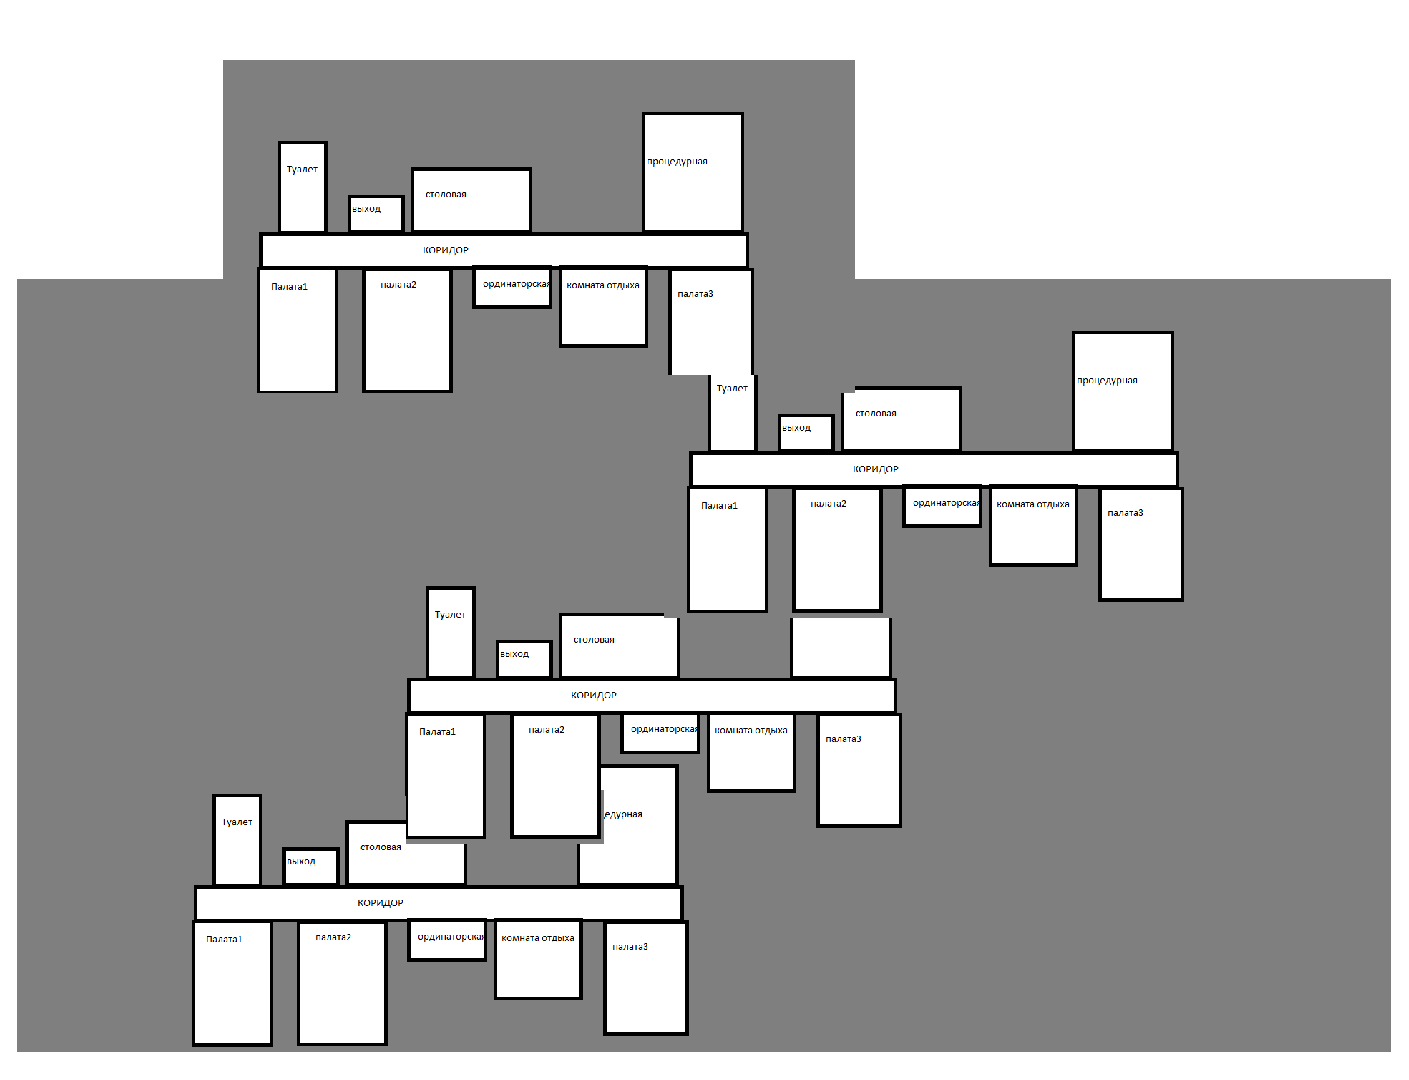 Туалет
выход
столовая
процедурная
КОРИДОР
Палата1
палата2
ординаторская
комната отдыха
палата3
Туалет
выход
столовая
процедурная
КОРИДОР
Палата1
палата2
ординаторская
комната отдыха
палата3
Туалет
выход
столовая
КОРИДОР
Палата1
палата2
ординаторская
комната отдыха
палата3
Туалет
выход
столовая
едурная
КОРИДОР
Палата1
палата2
ординаторская
комната отдыха
палата3